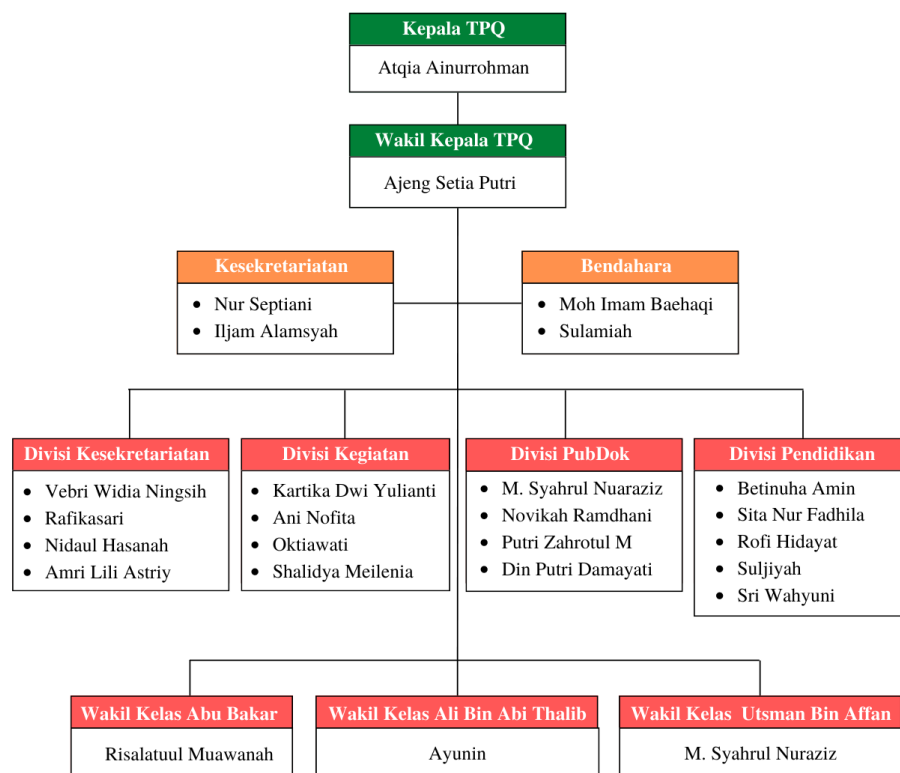 Kepala TPQ
Atqia Ainurrohman
Wakil Kepala TPQ
Ajeng Setia Putri
Kesekretariatan
• Nur Septiani
• Iljam Alamsyah
Bendahara
• Moh Imam Baehaqi
• Sulamiah
Divisi Kesekretariatan
• Vebri Widia Ningsih
• Rafikasari
• Nidaul Hasanah
• Amri Lili Astriy
Divisi Kegiatan
• Kartika Dwi Yulianti
• Ani Nofita
• Oktiawati
• Shalidya Meilenia
Divisi PubDok
• M. Syahrul Nuaraziz
• Novikah Ramdhani
• Putri Zahrotul M
• Din Putri Damayati
Divisi Pendidikan
• Betinuha Amin
• Sita Nur Fadhila
• Rofi Hidayat
• Suljiyah
• Sri Wahyuni
Wakil Kelas Abu Bakar
Risalatuul Muawanah
Wakil Kelas Ali Bin Abi Thalib
Ayunin
Wakil Kelas Utsman Bin Affan
M. Syahrul Nuraziz